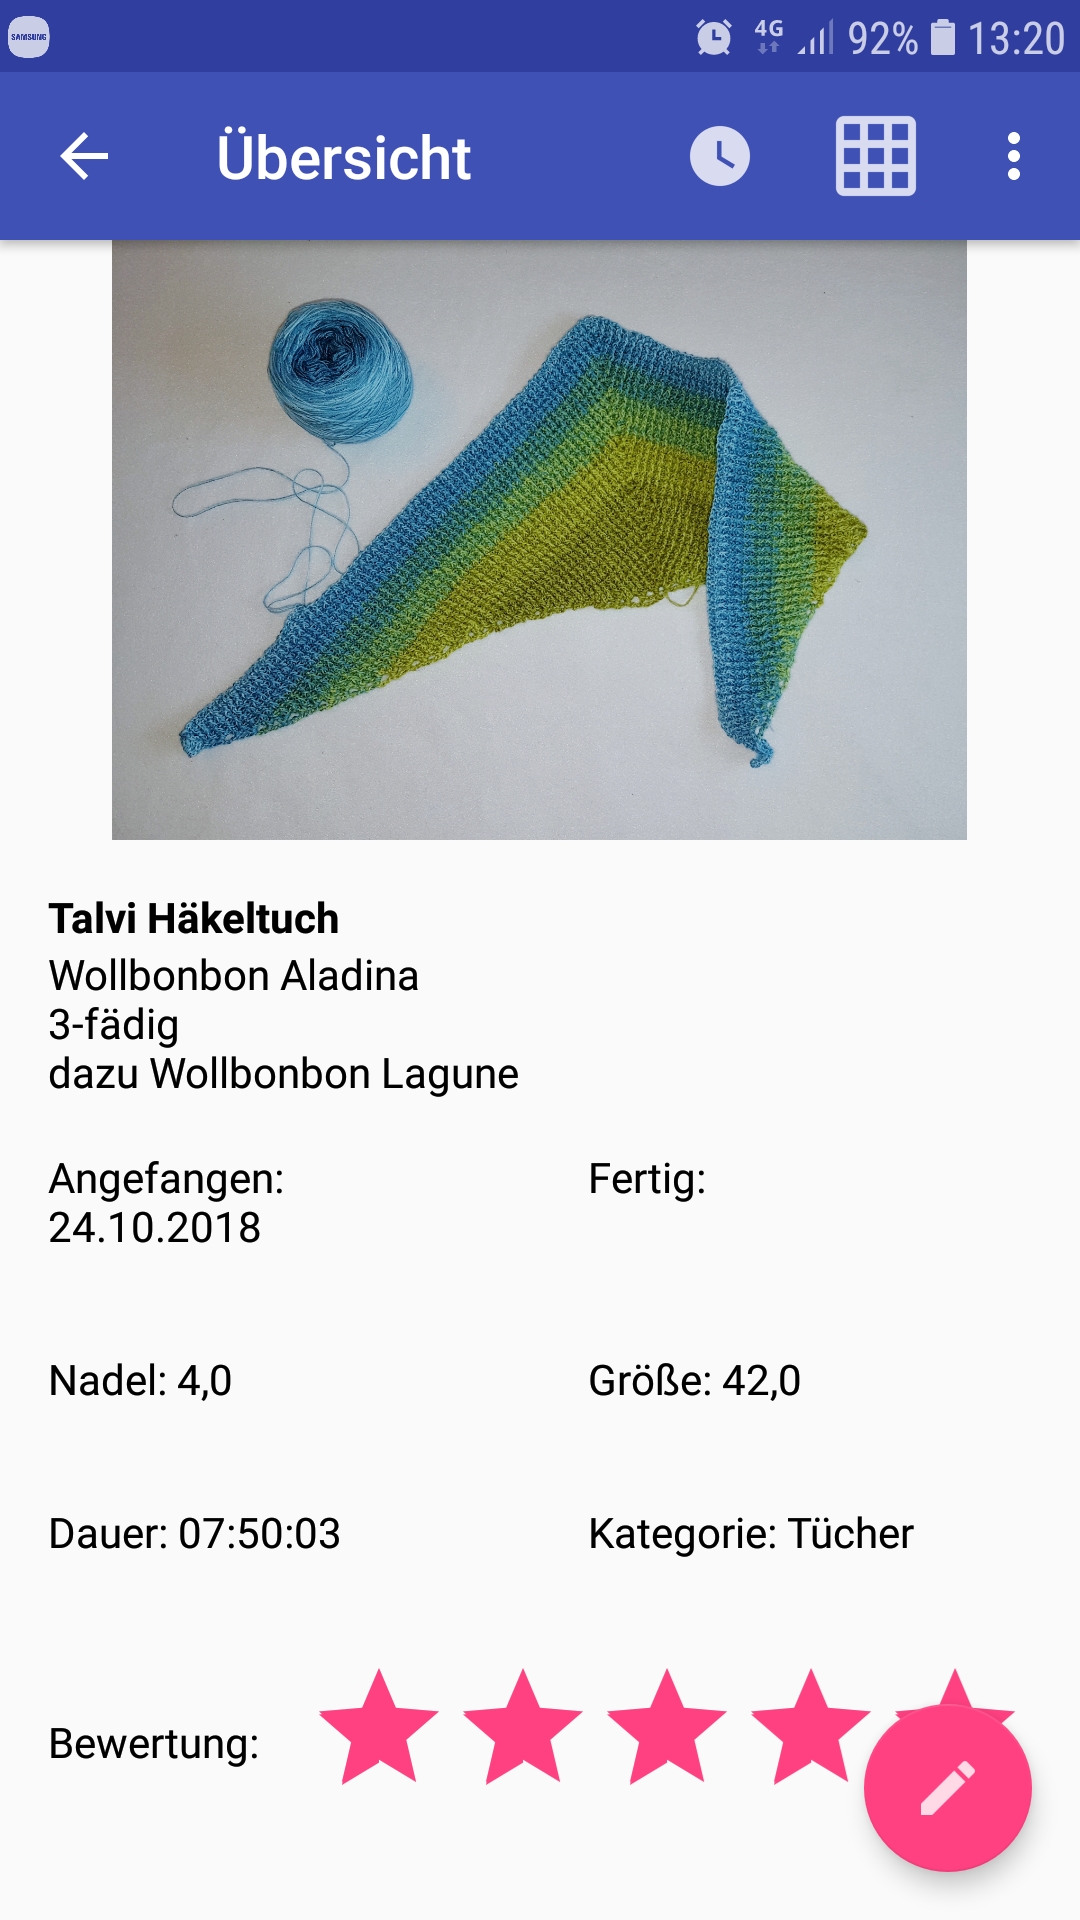 SAMSUNG
4G
92%
13:20
Übersicht
Talvi Häkeltuch
Wollbonbon Aladina
3-fädig
dazu Wollbonbon Lagune
Angefangen:
24.10.2018
Fertig:
Nadel: 4,0
Größe: 42,0
Dauer: 07:50:03
Kategorie: Tücher
Bewertung: